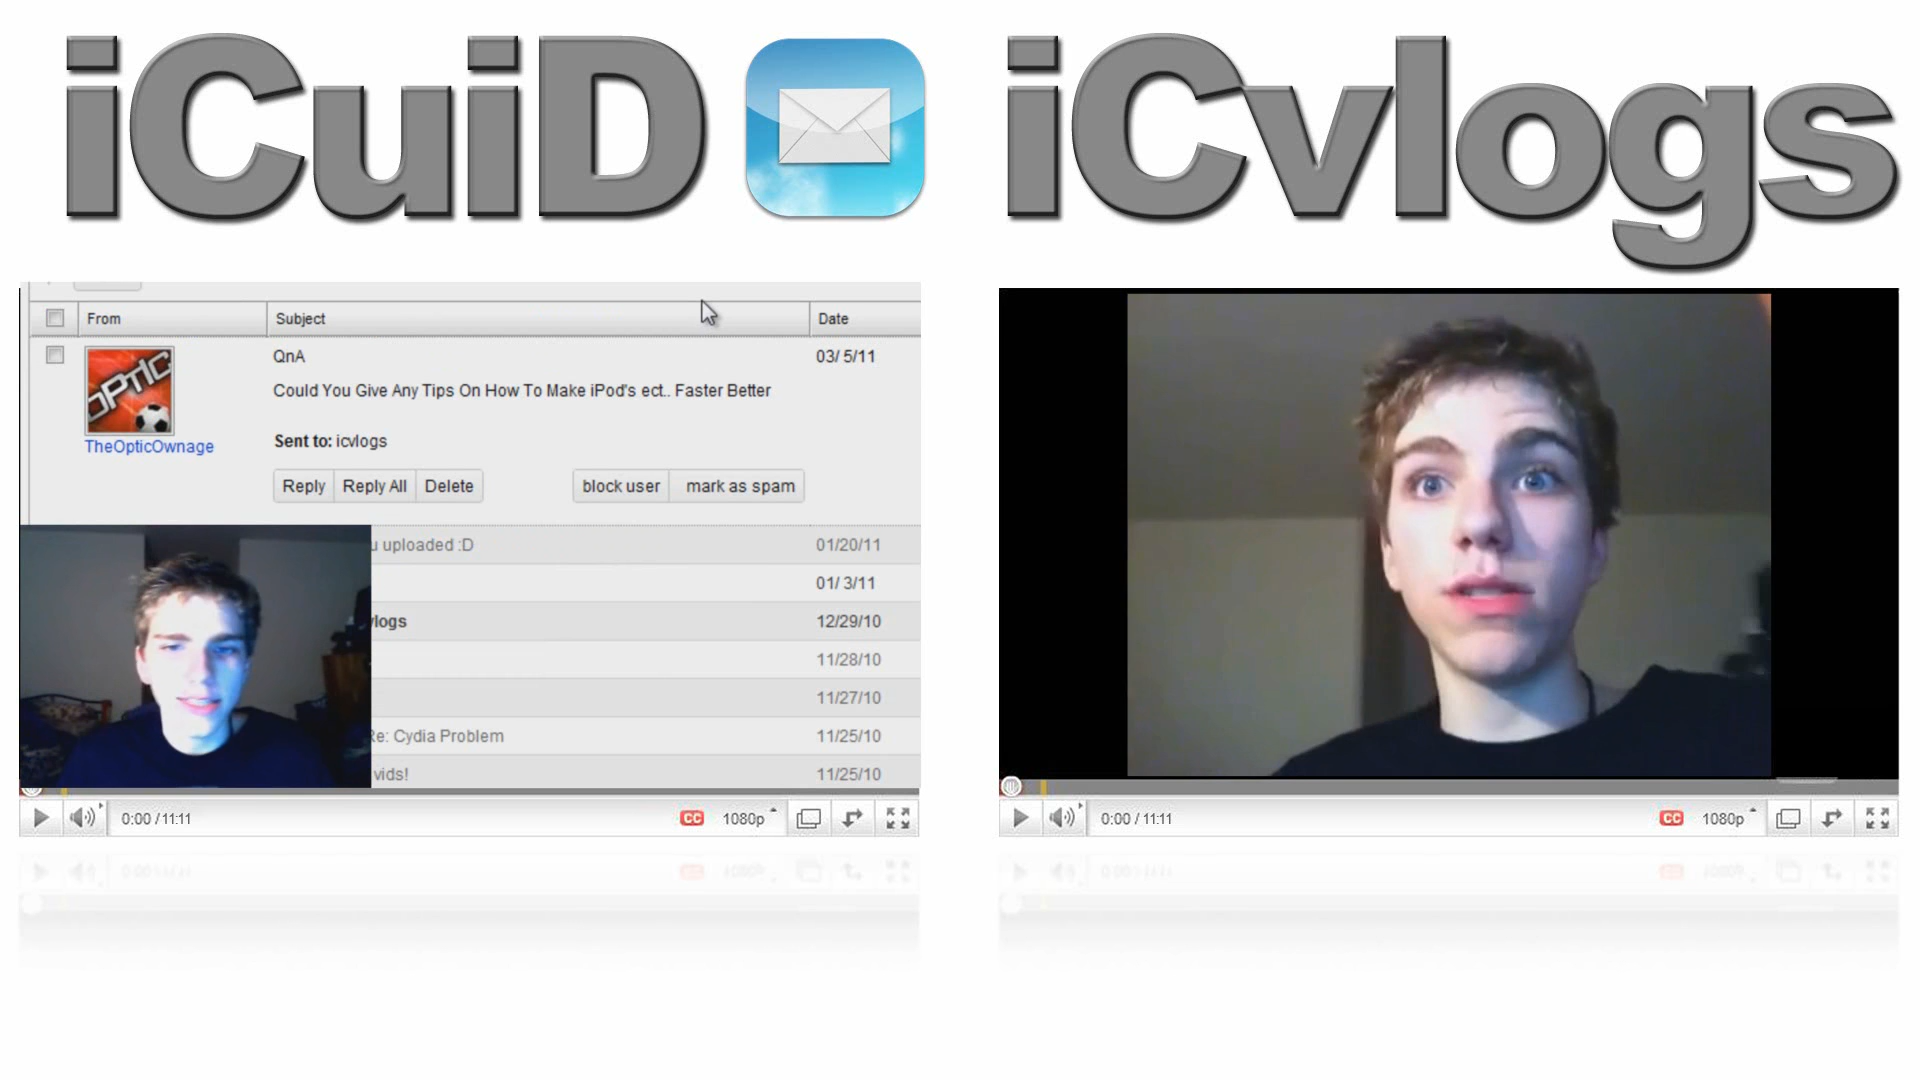 iCuiD
iCvlogs
From
Subject
Date
OPTIC
TheOpticOwnage
QnA
03/ 5/11
Could You Give Any Tips On How To Make iPod's ect.. Faster Better
Sent to: icvlogs
Reply
Reply All
Delete
block user
mark as spam
u uploaded :D
01/20/11
01/ 3/11
vlogs
12/29/10
11/28/10
11/27/10
Re: Cydia Problem
11/25/10
vids!
11/25/10
0:00 / 11:11
CC
1080p
0:00 / 11:11
CC
1080p